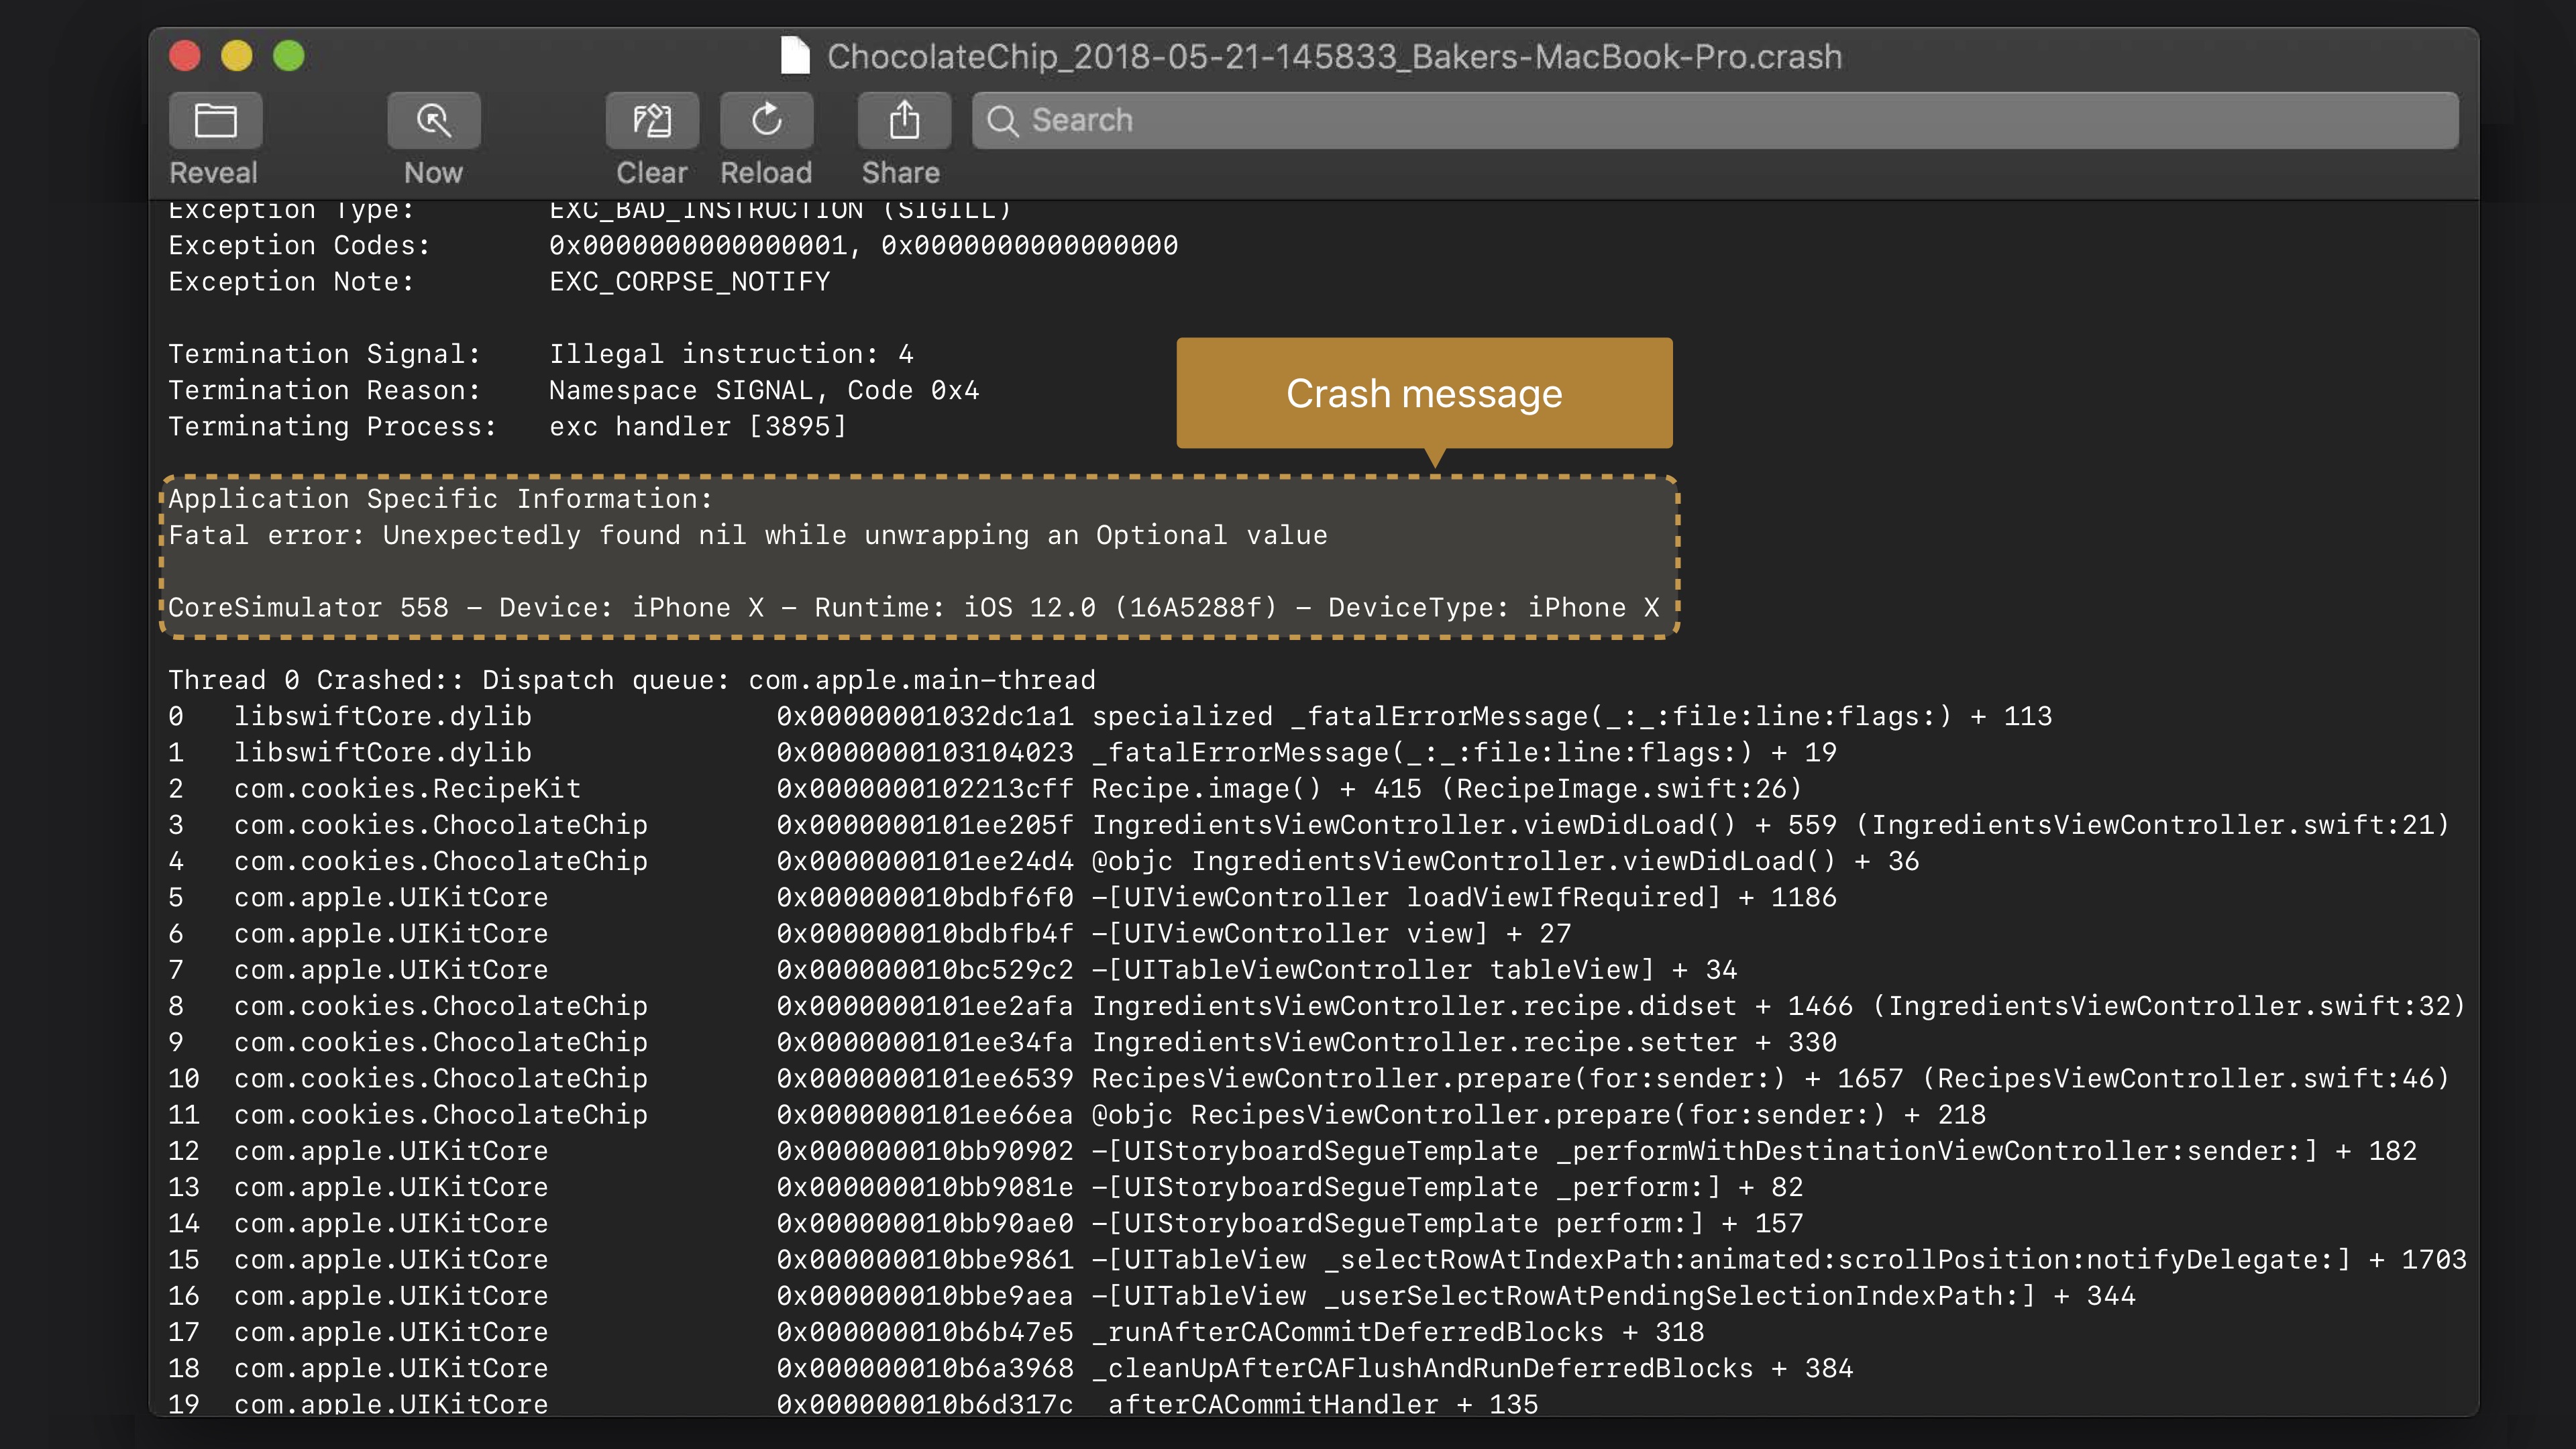 ChocolateChip_2018-05-21-145833_Bakers-MacBook-Pro.crash
Search
Reveal Now Clear Reload Share
Exception Type: EXC_BAD_INSTRUCTION (SIGILL)
Exception Codes: 0x0000000000000001, 0x0000000000000000
Exception Note: EXC_CORPSE_NOTIFY
Termination Signal: Illegal instruction: 4
Termination Reason: Namespace SIGNAL, Code 0x4
Terminating Process: exc handler [3895]
Crash message
Application Specific Information:
Fatal error: Unexpectedly found nil while unwrapping an Optional value
CoreSimulator 558 - Device: iPhone X - Runtime: iOS 12.0 (16A5288f) - DeviceType: iPhone X
Thread 0 Crashed:: Dispatch queue: com.apple.main-thread
0 libswiftCore.dylib 0x00000001032dc1a1 specialized _fatalErrorMessage(_:_:file:line:flags:) + 113
1 libswiftCore.dylib 0x0000000103104023 _fatalErrorMessage(_:_:file:line:flags:) + 19
2 com.cookies.RecipeKit 0x0000000102213cff Recipe.image() + 415 (RecipeImage.swift:26)
3 com.cookies.ChocolateChip 0x0000000101ee205f IngredientsViewController.viewDidLoad() + 559 (IngredientsViewController.swift:21)
4 com.cookies.ChocolateChip 0x0000000101ee24d4 @objc IngredientsViewController.viewDidLoad() + 36
5 com.apple.UIKitCore 0x000000010bdbf6f0 -[UIViewController loadViewIfRequired] + 1186
6 com.apple.UIKitCore 0x000000010bdbfb4f -[UIViewController view] + 27
7 com.apple.UIKitCore 0x000000010bc529c2 -[UITableViewController tableView] + 34
8 com.cookies.ChocolateChip 0x0000000101ee2afa IngredientsViewController.recipe.didset + 1466 (IngredientsViewController.swift:32)
9 com.cookies.ChocolateChip 0x0000000101ee34fa IngredientsViewController.recipe.setter + 330
10 com.cookies.ChocolateChip 0x0000000101ee6539 RecipesViewController.prepare(for:sender:) + 1657 (RecipesViewController.swift:46)
11 com.cookies.ChocolateChip 0x0000000101ee66ea @objc RecipesViewController.prepare(for:sender:) + 218
12 com.apple.UIKitCore 0x000000010bb90902 -[UIStoryboardSegueTemplate _performWithDestinationViewController:sender:] + 182
13 com.apple.UIKitCore 0x000000010bb9081e -[UIStoryboardSegueTemplate _perform:] + 82
14 com.apple.UIKitCore 0x000000010bb90ae0 -[UIStoryboardSegueTemplate perform:] + 157
15 com.apple.UIKitCore 0x000000010bbe9861 -[UITableView _selectRowAtIndexPath:animated:scrollPosition:notifyDelegate:] + 1703
16 com.apple.UIKitCore 0x000000010bbe9aea -[UITableView _userSelectRowAtPendingSelectionIndexPath:] + 344
17 com.apple.UIKitCore 0x000000010b6b47e5 _runAfterCACommitDeferredBlocks + 318
18 com.apple.UIKitCore 0x000000010b6a3968 _cleanUpAfterCAFlushAndRunDeferredBlocks + 384
19 com.apple.UIKitCore 0x000000010b6d317c _afterCACommitHandler + 135